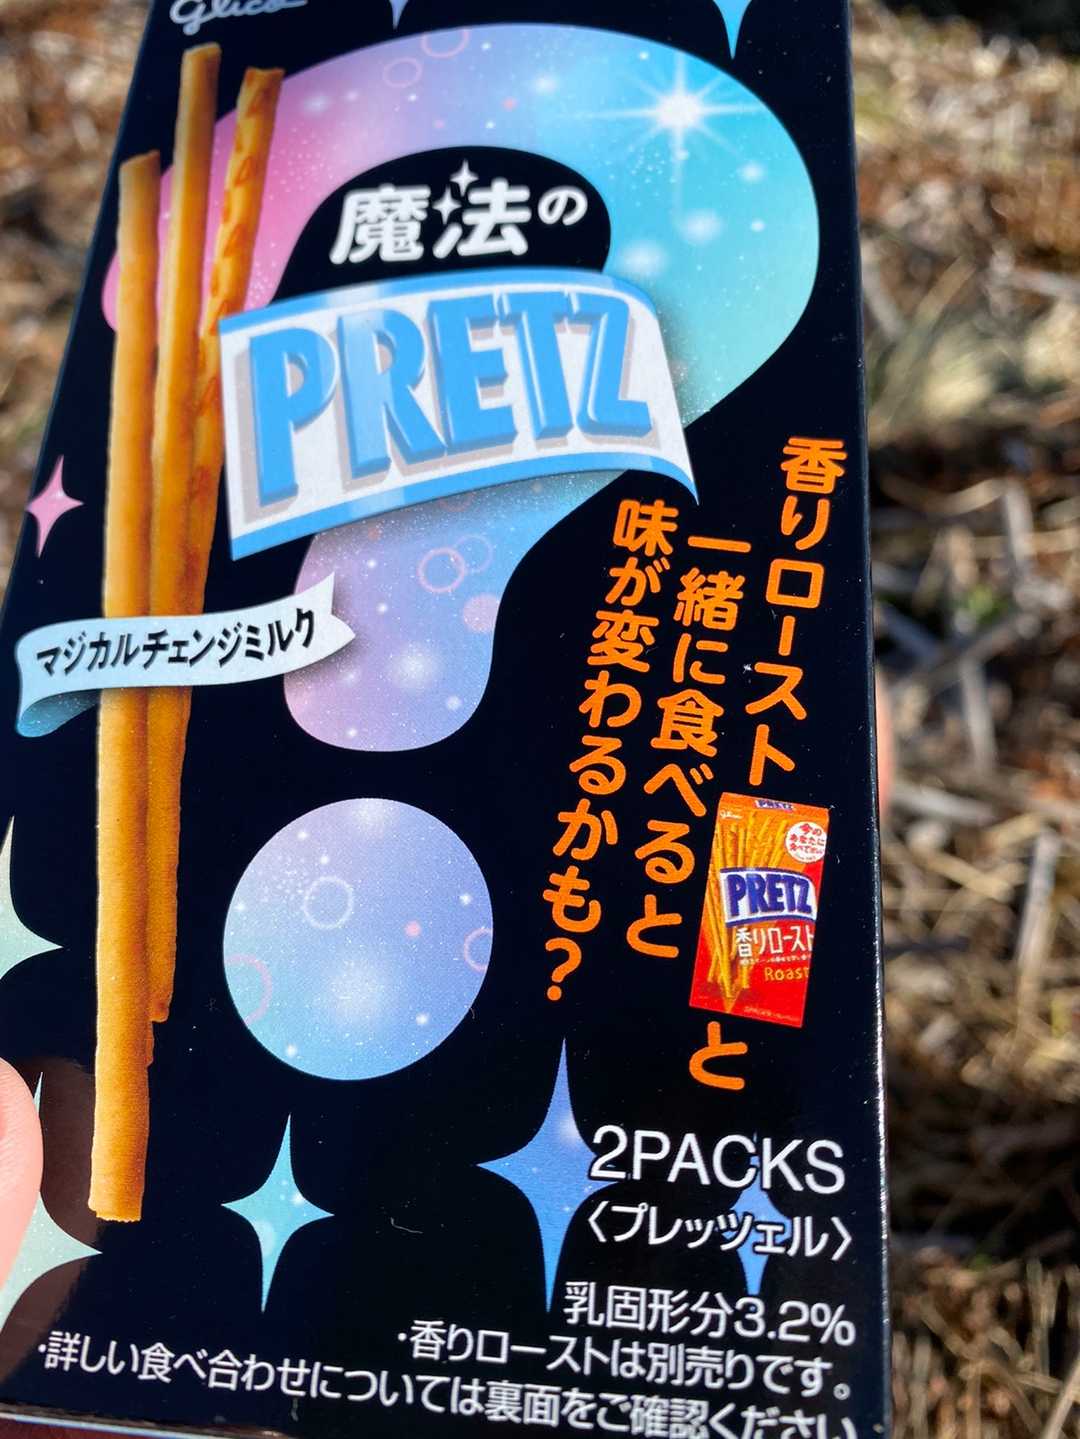 glico
魔法の
PRETZ
マジカルチェンジミルク
香りローストと
一緒に食べると
味が変わるかも?
PRETZ
香りロースト
Roast
2PACKS
〈プレッツェル〉
乳固形分3.2%
・香りローストは別売りです。
・詳しい食べ合わせについては裏面をご確認ください